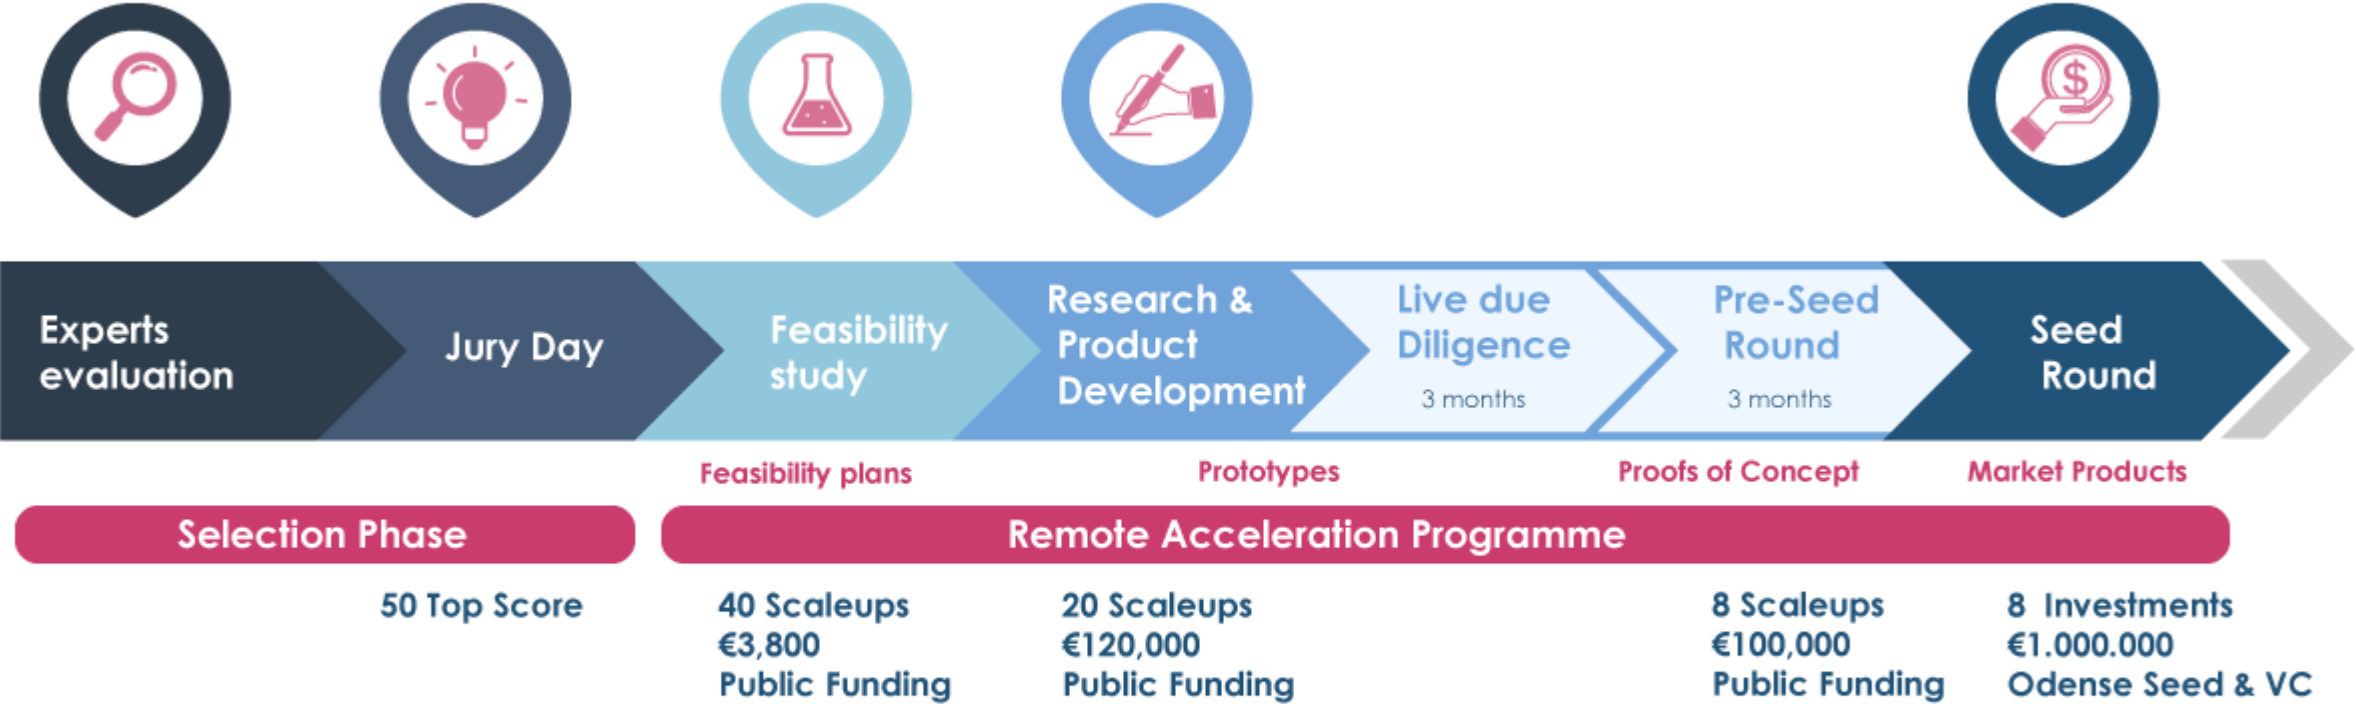 $
Experts
evaluation
Jury Day
Feasibility
study
Research &
Product
Development
Live due
Diligence
3 months
Pre-Seed
Round
3 months
Seed
Round
Feasibility plans
Prototypes
Proofs of Concept
Market Products
Selection Phase
Remote Acceleration Programme
50 Top Score
40 Scaleups
€3,800
Public Funding
20 Scaleups
€120,000
Public Funding
8 Scaleups
€100,000
Public Funding
8 Investments
€1.000.000
Odense Seed & VC